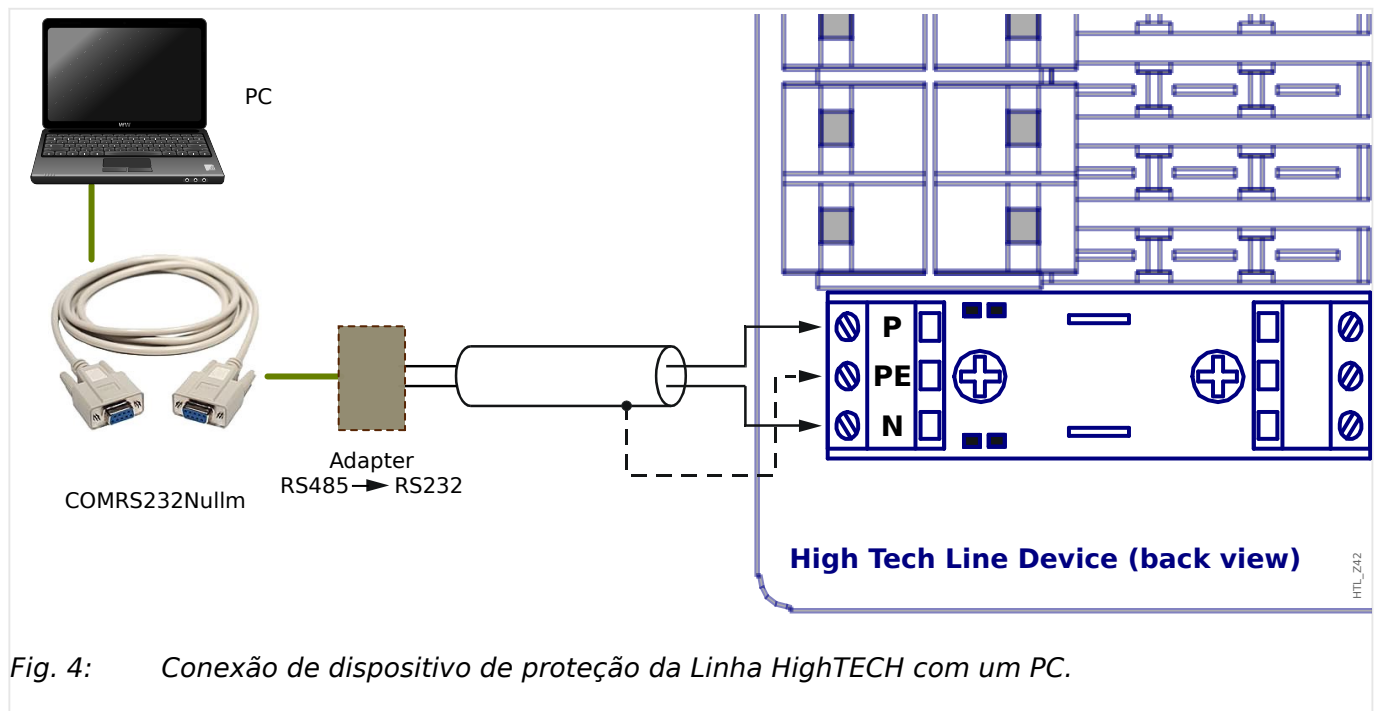 PC
P
PE
N
Adapter
RS485 RS232
COMRS232Nullm
High Tech Line Device (back view)
HTL_Z42
Fig. 4: Conexão de dispositivo de proteção da Linha HighTECH com um PC.